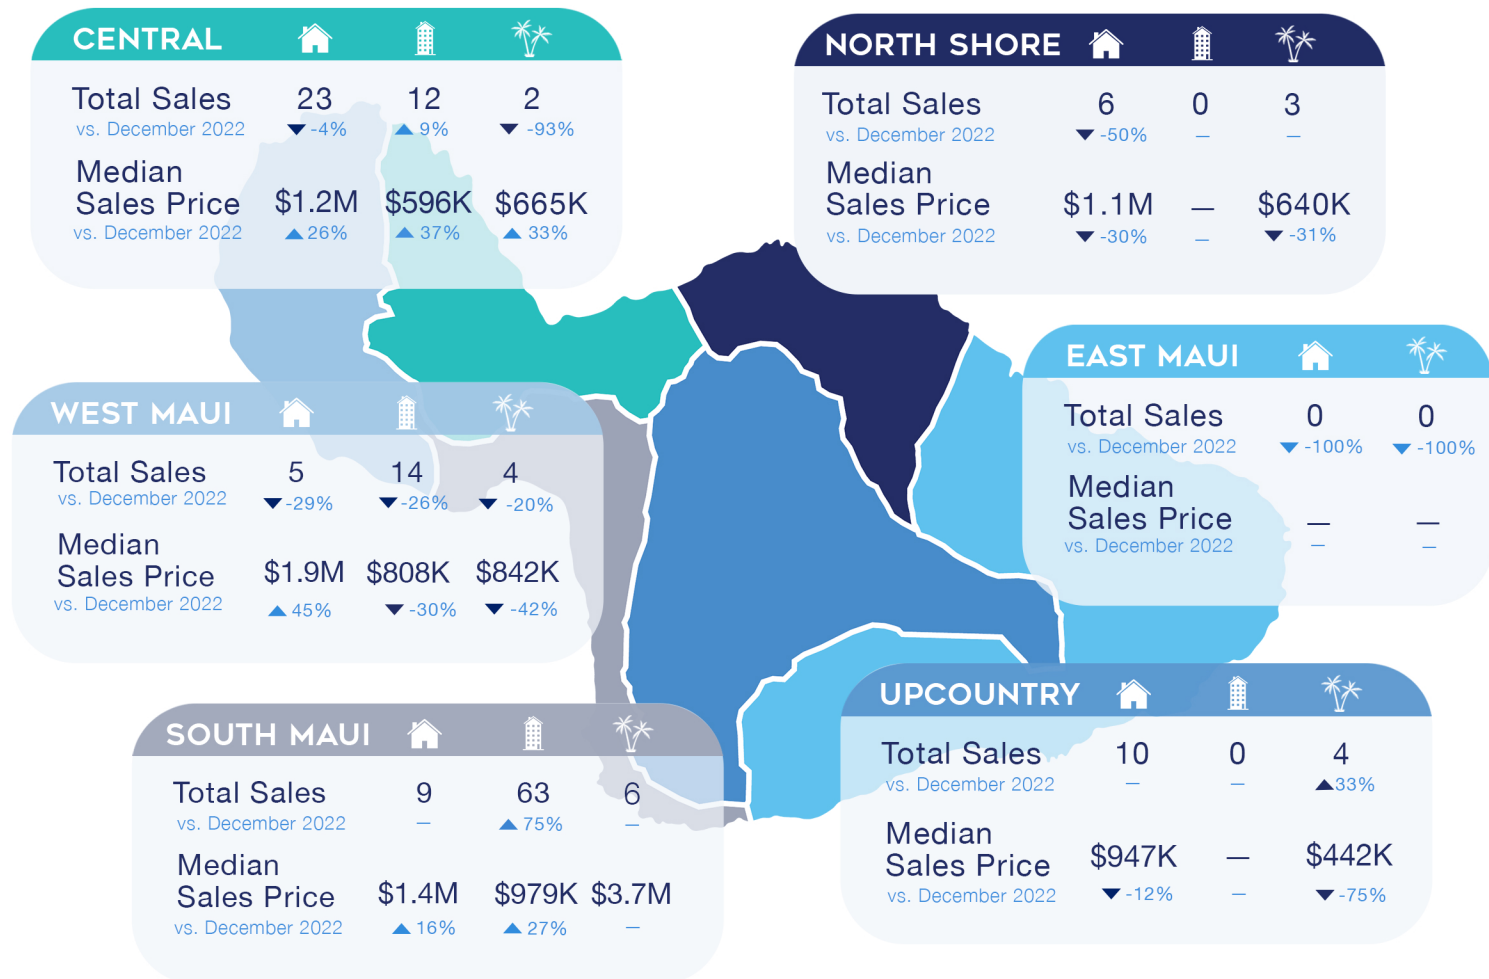 CENTRAL
Total Sales 23 12 2
vs. December 2022 ▼ -4% ▲ 9% ▼ -93%
Median
Sales Price $1.2M $596K $665K
vs. December 2022 ▲ 26% ▲ 37% ▲ 33%
NORTH SHORE
Total Sales 6 0 3
vs. December 2022 ▼ -50% — —
Median
Sales Price $1.1M — $640K
vs. December 2022 ▼ -30% — ▼ -31%
EAST MAUI
Total Sales 0 0
vs. December 2022 ▼ -100% ▼ -100%
Median
Sales Price — —
vs. December 2022 — —
WEST MAUI
Total Sales 5 14 4
vs. December 2022 ▼ -29% ▼ -26% ▼ -20%
Median
Sales Price $1.9M $808K $842K
vs. December 2022 ▲ 45% ▼ -30% ▼ -42%
UPCOUNTRY
Total Sales 10 0 4
vs. December 2022 — — ▲ 33%
Median
Sales Price $947K — $442K
vs. December 2022 ▼ -12% — ▼ -75%
SOUTH MAUI
Total Sales 9 63 6
vs. December 2022 — ▲ 75% —
Median
Sales Price $1.4M $979K $3.7M
vs. December 2022 ▲ 16% ▲ 27% —